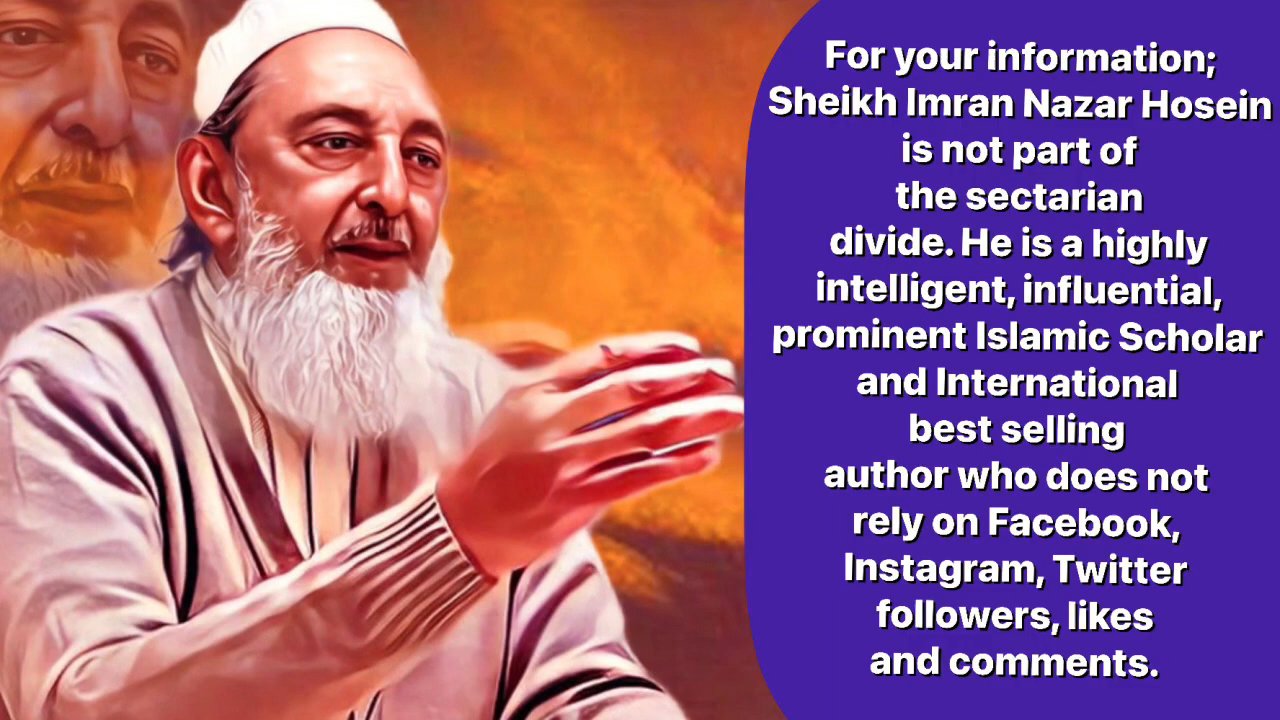 For your information;
Sheikh Imran Nazar Hosein
is not part of
the sectarian
divide. He is a highly
intelligent, influential,
prominent Islamic Scholar
and International
best selling
author who does not
rely on Facebook,
Instagram, Twitter
followers, likes
and comments.